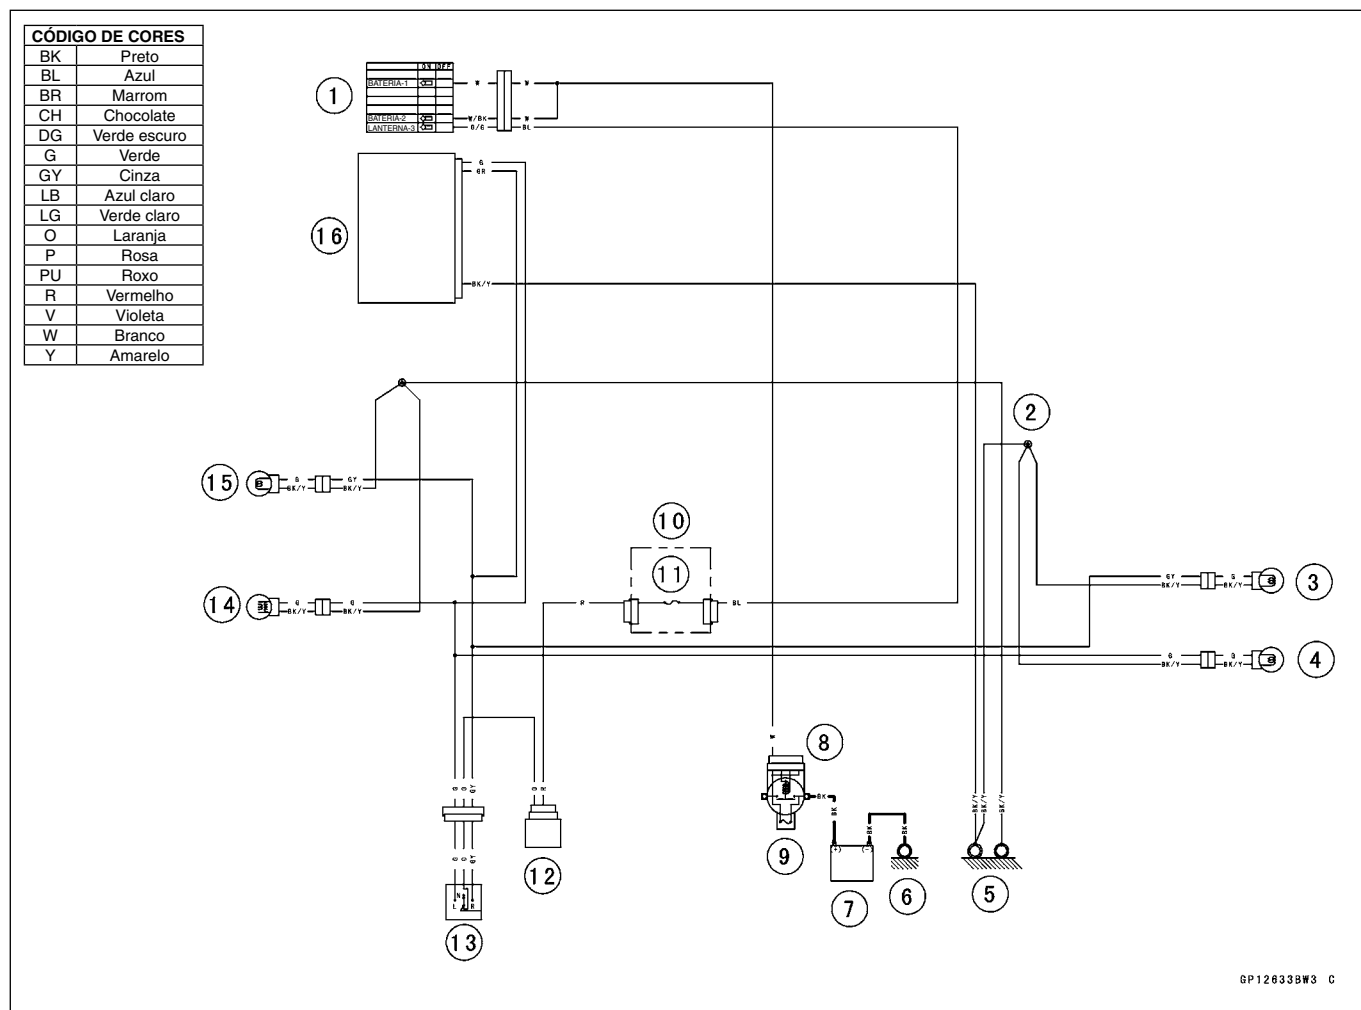 CÓDIGO DE CORES
BK Preto
BL Azul
BR Marrom
CH Chocolate
DG Verde escuro
G Verde
GY Cinza
LB Azul claro
LG Verde claro
O Laranja
P Rosa
PU Roxo
R Vermelho
V Violeta
W Branco
Y Amarelo
ON OFF
BATERIA-1
BATERIA-2
LANTERNA-3
1
W W
W/BK W
O/G BL
16
G
GR
BK/Y
2
15
G GY
BK/Y BK/Y
10
11
R BL
14
G G
BK/Y BK/Y
GY G
BK/Y BK/Y
3
G G
BK/Y BK/Y
4
W
8
G O GY
O R
BK
9
(+) (-)
BK BK
7
6
BK/Y BK/Y BK/Y
5
12
G O GY
N
L R
13
GP12633BW3 C